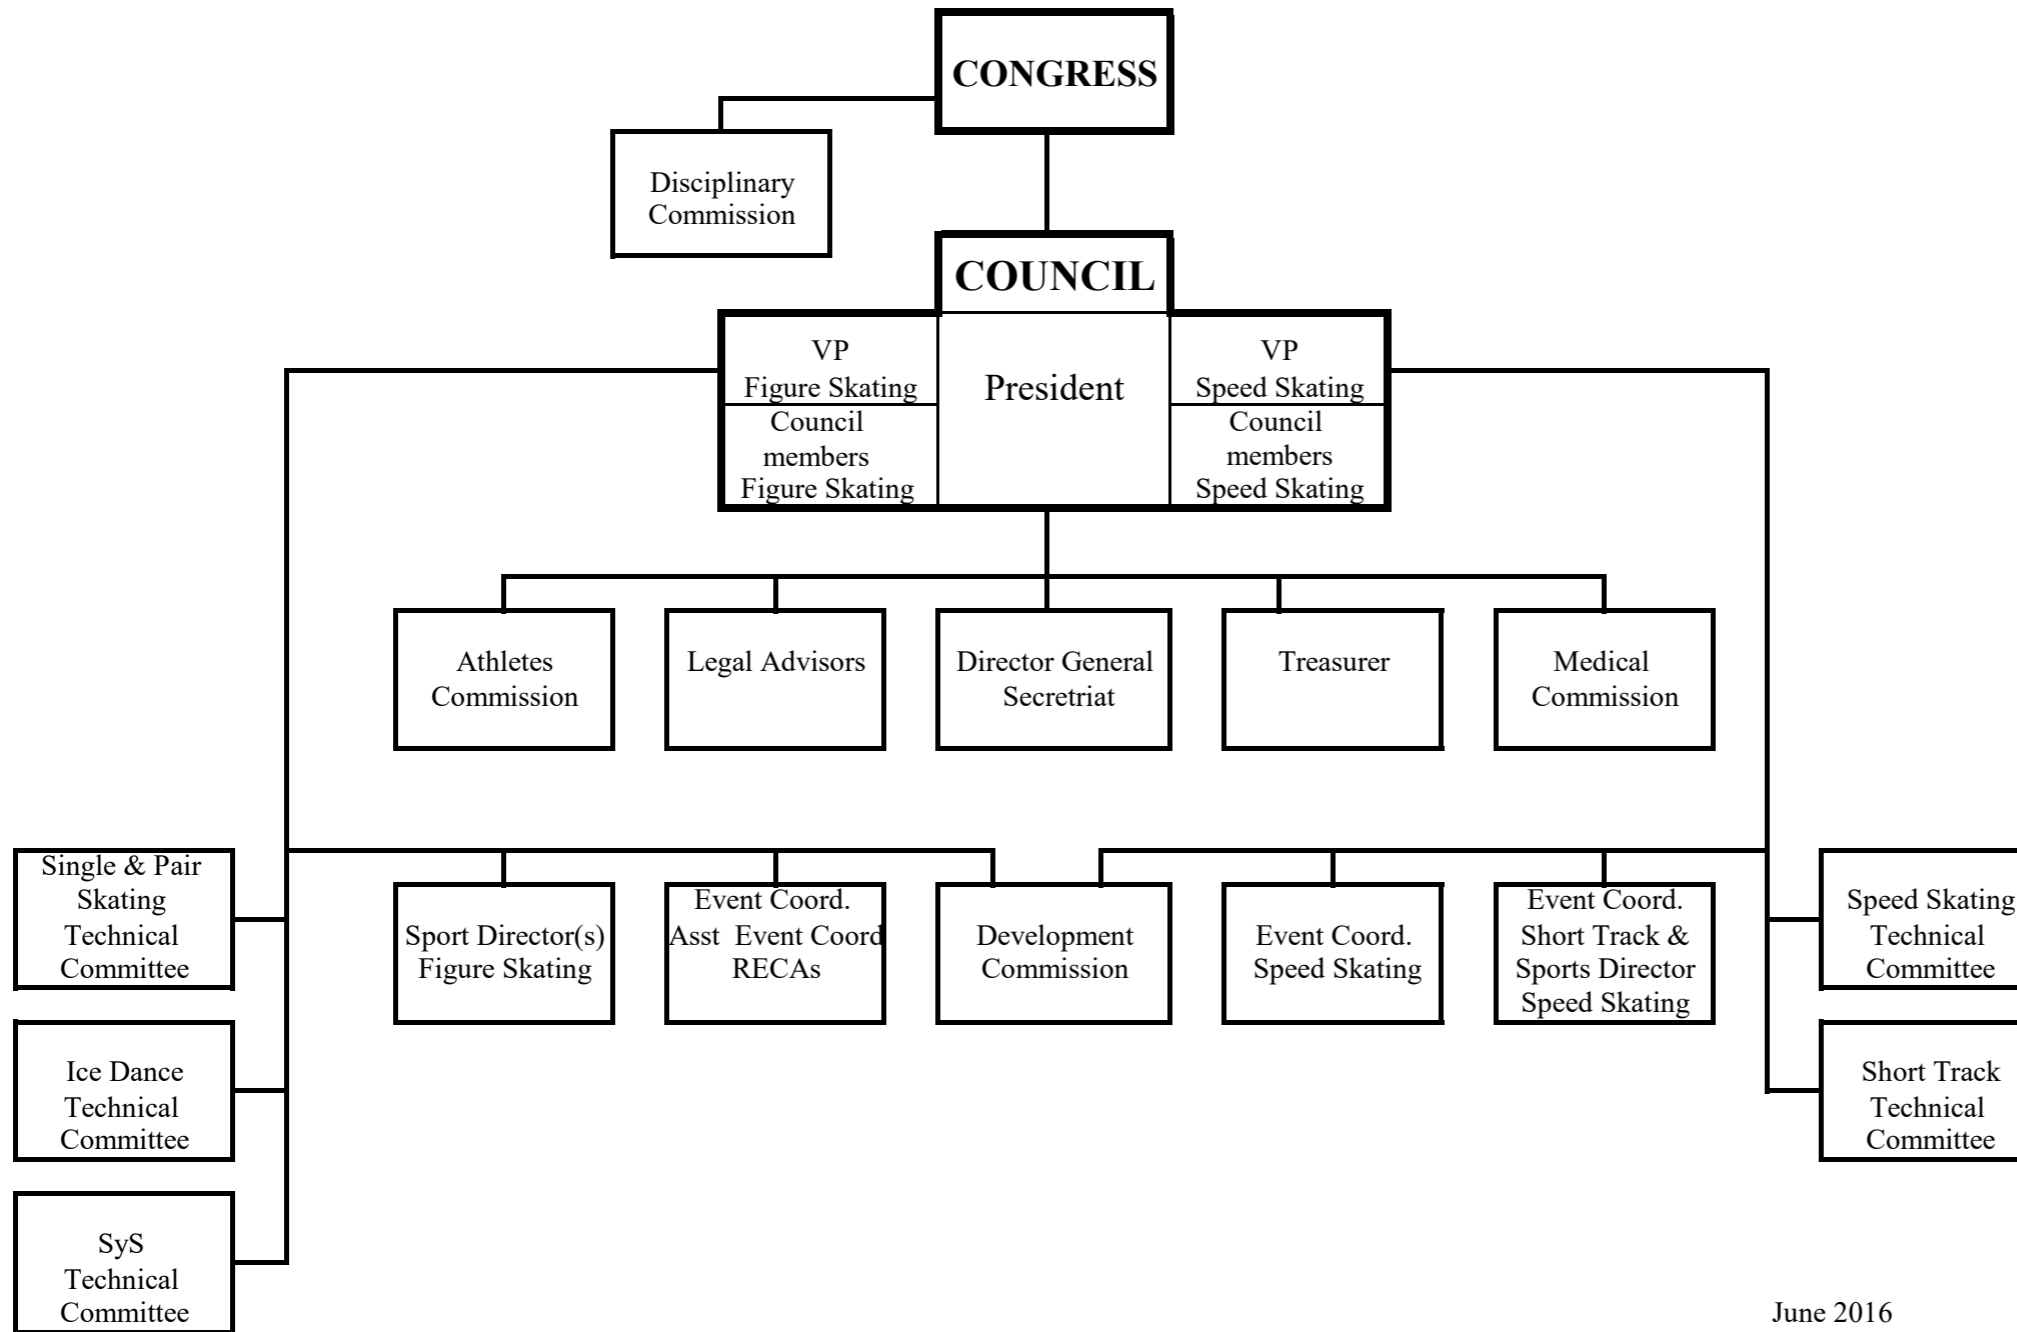 CONGRESS
Disciplinary
Commission
COUNCIL
VP
Figure Skating
Council
members
Figure Skating
President
VP
Speed Skating
Council
members
Speed Skating
Athletes
Commission
Legal Advisors
Director General
Secretriat
Treasurer
Medical
Commission
Single & Pair
Skating
Technical
Committee
Sport Director(s)
Figure Skating
Event Coord.
Asst Event Coord
RECAs
Development
Commission
Event Coord.
Speed Skating
Event Coord.
Short Track &
Sports Director
Speed Skating
Speed Skating
Technical
Committee
Ice Dance
Technical
Committee
Short Track
Technical
Committee
SyS
Technical
Committee
June 2016